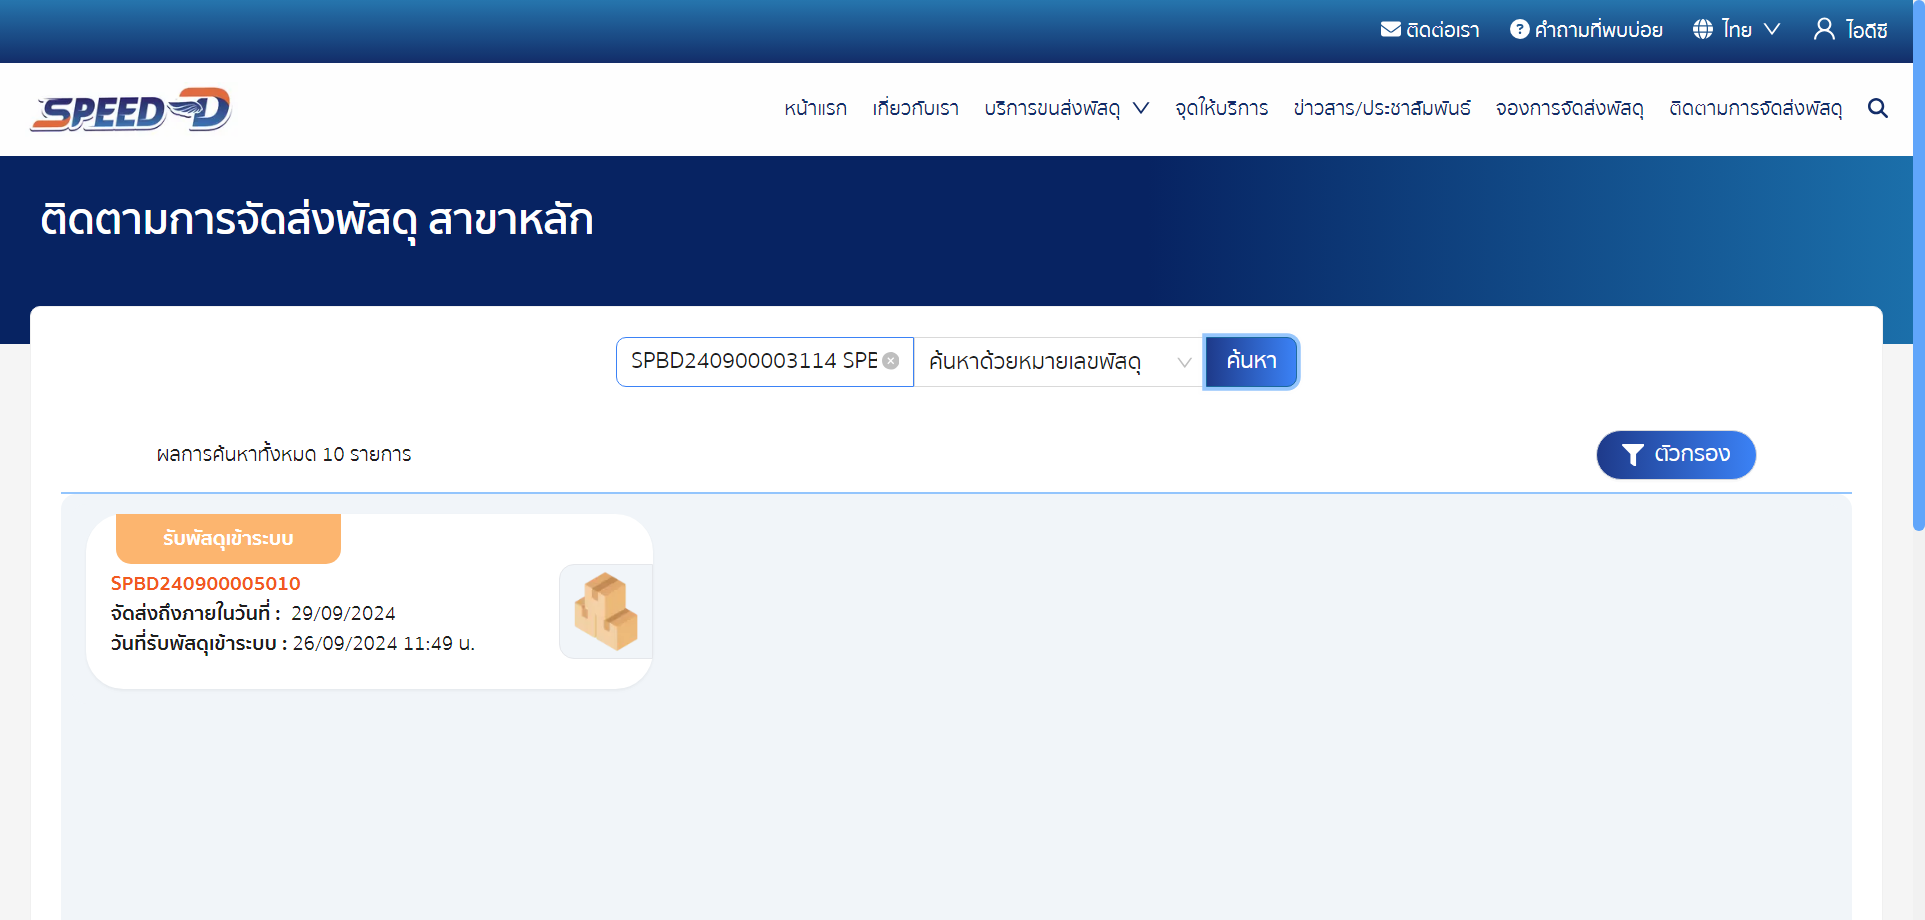 ติดต่อเรา คำถามที่พบบ่อย ไทย ไอดีซี
SPEED-D
หน้าแรก เกี่ยวกับเรา บริการขนส่งพัสดุ จุดให้บริการ ข่าวสาร/ประชาสัมพันธ์ จองการจัดส่งพัสดุ ติดตามการจัดส่งพัสดุ
ติดตามการจัดส่งพัสดุ สาขาหลัก
SPBD240900003114 SPE ค้นหาด้วยหมายเลขพัสดุ ค้นหา
ผลการค้นหาทั้งหมด 10 รายการ ตัวกรอง
รับพัสดุเข้าระบบ
SPBD240900005010
จัดส่งถึงภายในวันที่ : 29/09/2024
วันที่รับพัสดุเข้าระบบ : 26/09/2024 11:49 น.